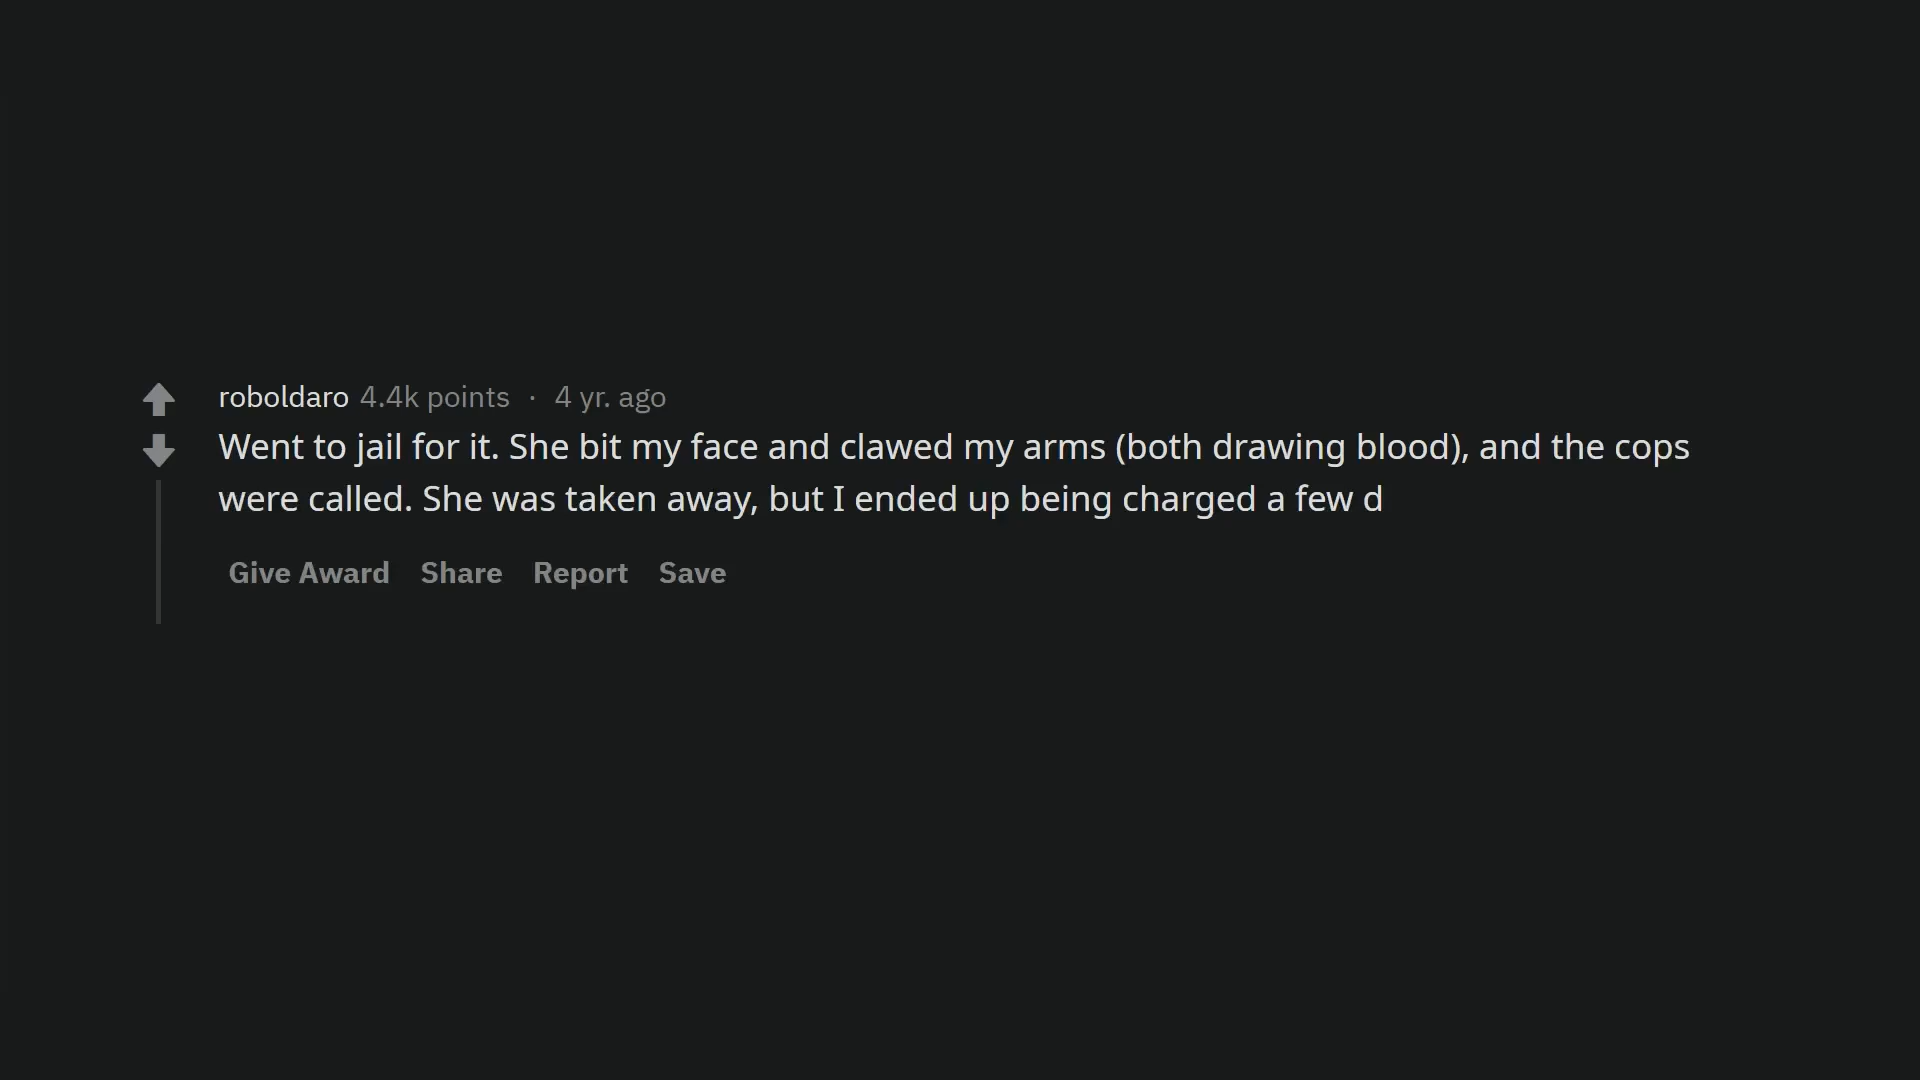 roboldaro 4.4k points · 4 yr. ago
Went to jail for it. She bit my face and clawed my arms (both drawing blood), and the cops
were called. She was taken away, but I ended up being charged a few d
Give Award Share Report Save